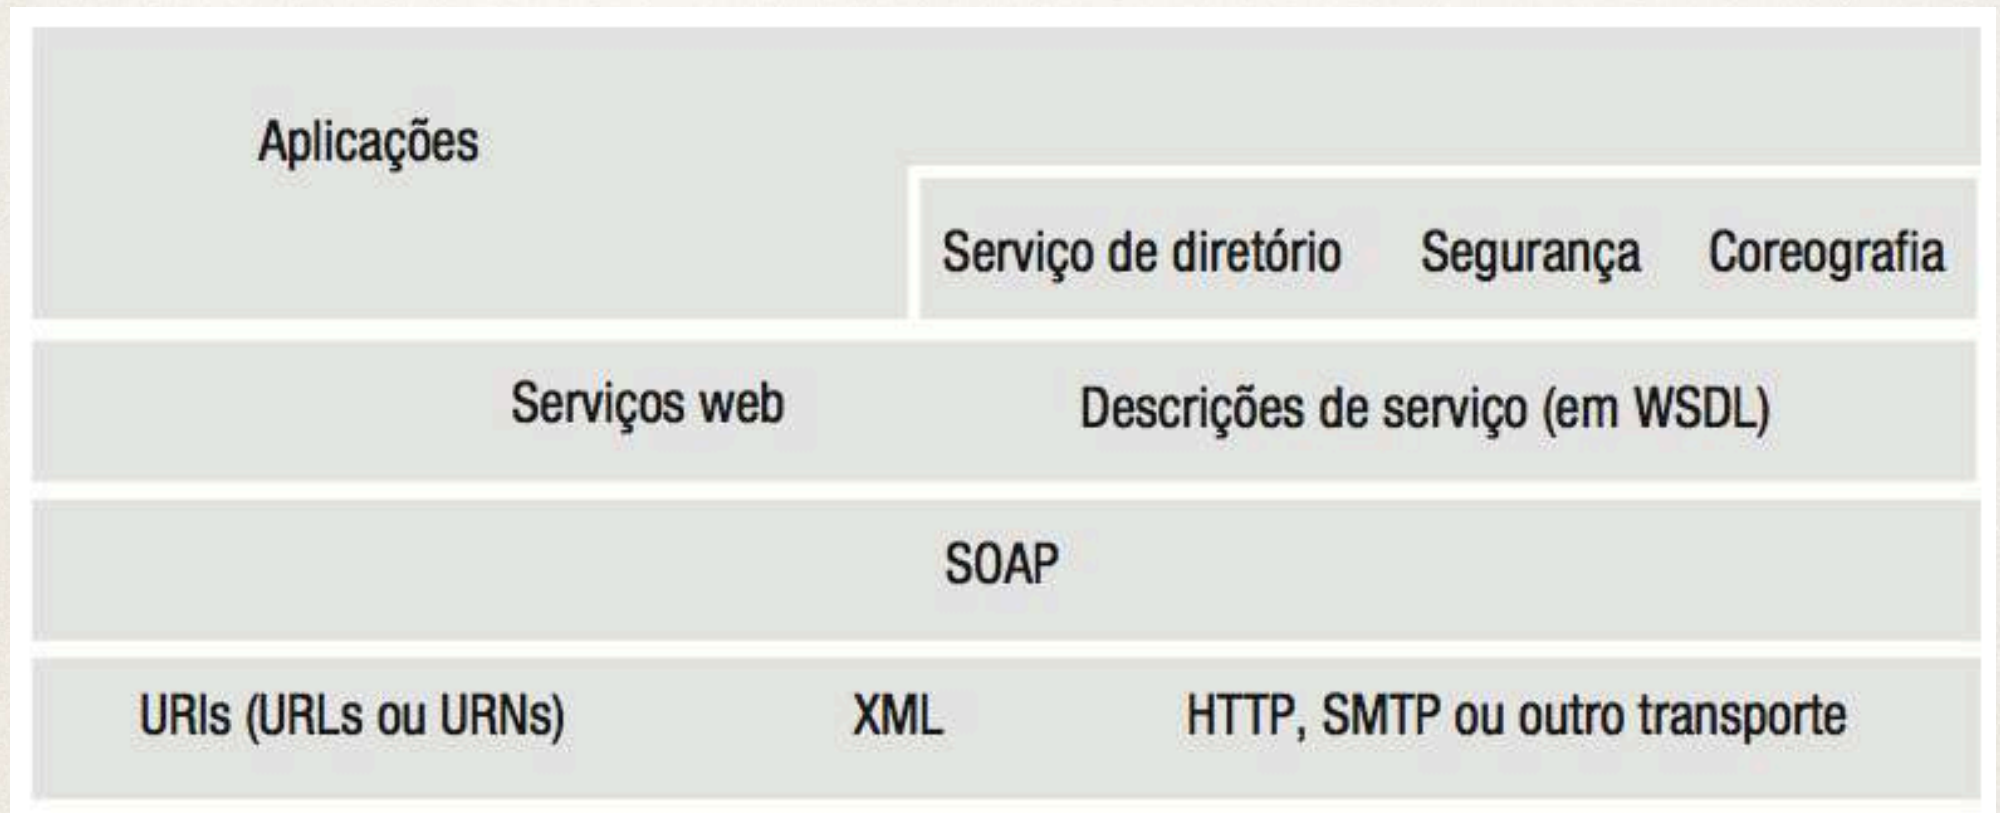 Aplicações
Serviço de diretório Segurança Coreografia
Serviços web Descrições de serviço (em WSDL)
SOAP
URIs (URLs ou URNs) XML HTTP, SMTP ou outro transporte